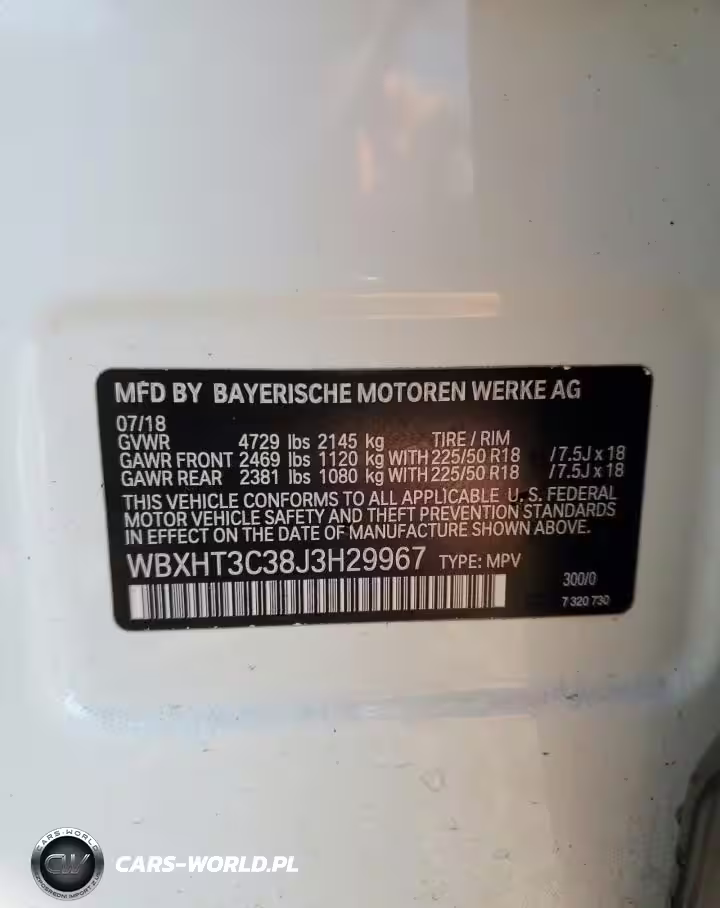 MFD BY BAYERISCHE MOTOREN WERKE AG
07/18
GVWR 4729 lbs 2145 kg TIRE / RIM
GAWR FRONT 2469 lbs 1120 kg WITH 225/50 R18 / 7.5J x 18
GAWR REAR 2381 lbs 1080 kg WITH 225/50 R18 / 7.5J x 18
THIS VEHICLE CONFORMS TO ALL APPLICABLE U. S. FEDERAL
MOTOR VEHICLE SAFETY AND THEFT PREVENTION STANDARDS
IN EFFECT ON THE DATE OF MANUFACTURE SHOWN ABOVE.
WBXHT3C38J3H29967 TYPE: MPV
300/0
7 320 730
CARS-WORLD
CW
CARS-WORLD.PL